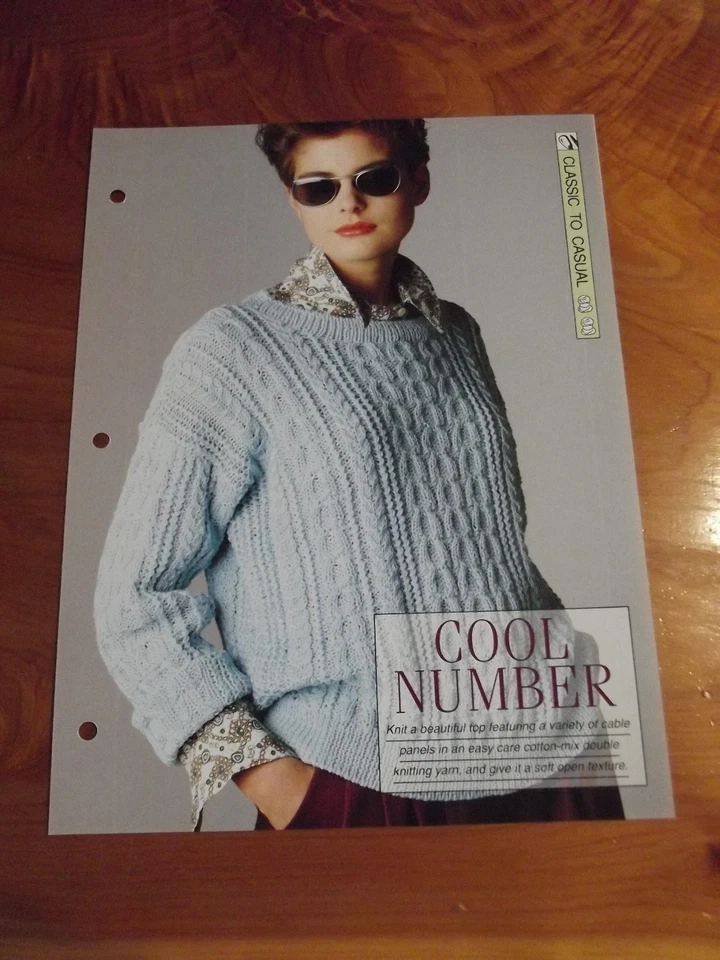 CLASSIC TO CASUAL
COOL
NUMBER
Knit a beautiful top featuring a variety of cable
panels in an easy care cotton-mix double
knitting yarn, and give it a soft open texture.